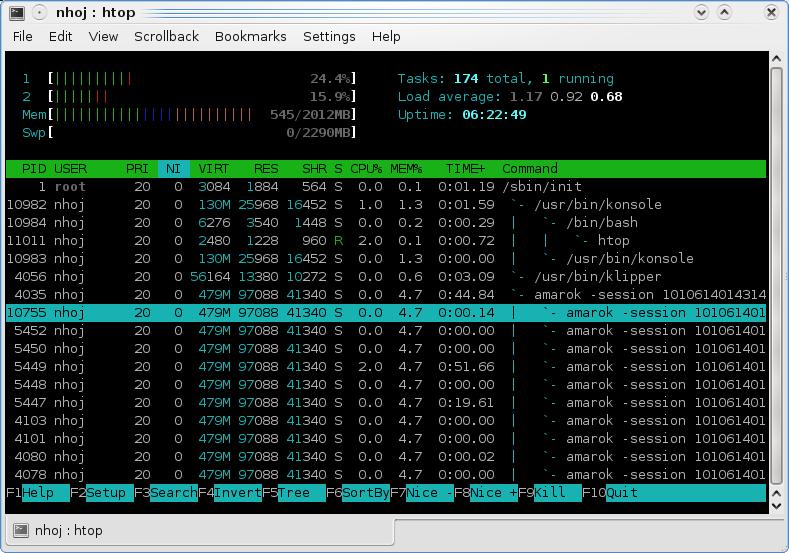 nhoj : htop
File Edit View Scrollback Bookmarks Settings Help
1 [|||||||||| 24.4%] Tasks: 174 total, 1 running
2 [||||||| 15.9%] Load average: 1.17 0.92 0.68
Mem[||||||||||||||||||||||||| 545/2012MB] Uptime: 06:22:49
Swp[ 0/2290MB]
PID USER PRI NI VIRT RES SHR S CPU% MEM% TIME+ Command
1 root 20 0 3084 1884 564 S 0.0 0.1 0:01.19 /sbin/init
10982 nhoj 20 0 130M 25968 16452 S 1.0 1.3 0:01.59 `- /usr/bin/konsole
10984 nhoj 20 0 6276 3540 1448 S 0.0 0.2 0:00.29 | `- /bin/bash
11011 nhoj 20 0 2480 1228 960 R 2.0 0.1 0:00.72 | | `- htop
10983 nhoj 20 0 130M 25968 16452 S 0.0 1.3 0:00.00 | `- /usr/bin/konsole
4056 nhoj 20 0 56164 13380 10272 S 0.0 0.6 0:03.09 `- /usr/bin/klipper
4035 nhoj 20 0 479M 97088 41340 S 0.0 4.7 0:44.84 `- amarok -session 1010614014314
10755 nhoj 20 0 479M 97088 41340 S 0.0 4.7 0:00.14 | `- amarok -session 101061401
5452 nhoj 20 0 479M 97088 41340 S 0.0 4.7 0:00.00 | `- amarok -session 101061401
5450 nhoj 20 0 479M 97088 41340 S 0.0 4.7 0:00.00 | `- amarok -session 101061401
5449 nhoj 20 0 479M 97088 41340 S 2.0 4.7 0:51.66 | `- amarok -session 101061401
5448 nhoj 20 0 479M 97088 41340 S 0.0 4.7 0:00.00 | `- amarok -session 101061401
5447 nhoj 20 0 479M 97088 41340 S 0.0 4.7 0:19.61 | `- amarok -session 101061401
4103 nhoj 20 0 479M 97088 41340 S 0.0 4.7 0:00.00 | `- amarok -session 101061401
4101 nhoj 20 0 479M 97088 41340 S 0.0 4.7 0:00.00 | `- amarok -session 101061401
4080 nhoj 20 0 479M 97088 41340 S 0.0 4.7 0:00.02 | `- amarok -session 101061401
4078 nhoj 20 0 479M 97088 41340 S 0.0 4.7 0:00.00 | `- amarok -session 101061401
F1Help F2Setup F3SearchF4InvertF5Tree F6SortByF7Nice -F8Nice +F9Kill F10Quit
nhoj : htop